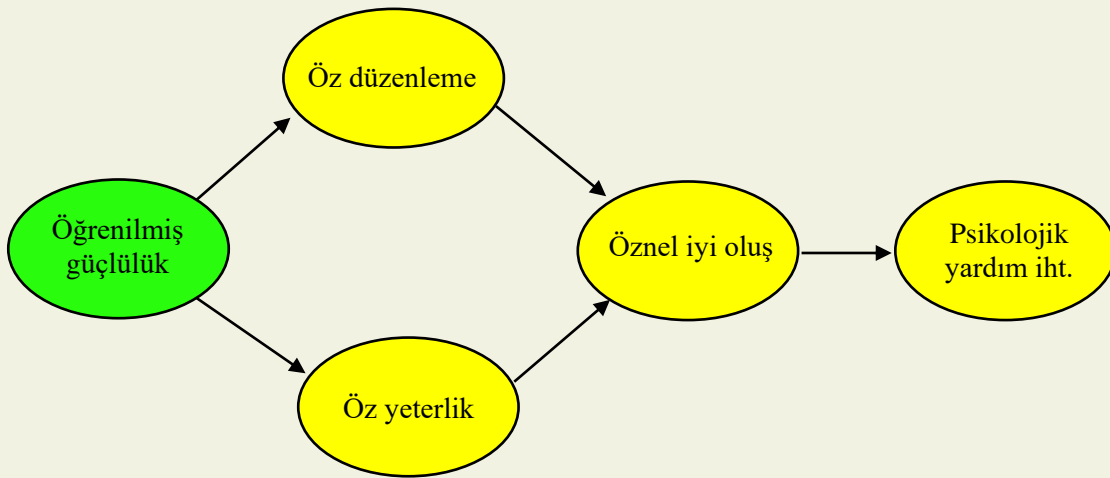 Öz düzenleme
Öğrenilmiş
güçlülük
Öznel iyi oluş
Psikolojik
yardım iht.
Öz yeterlik